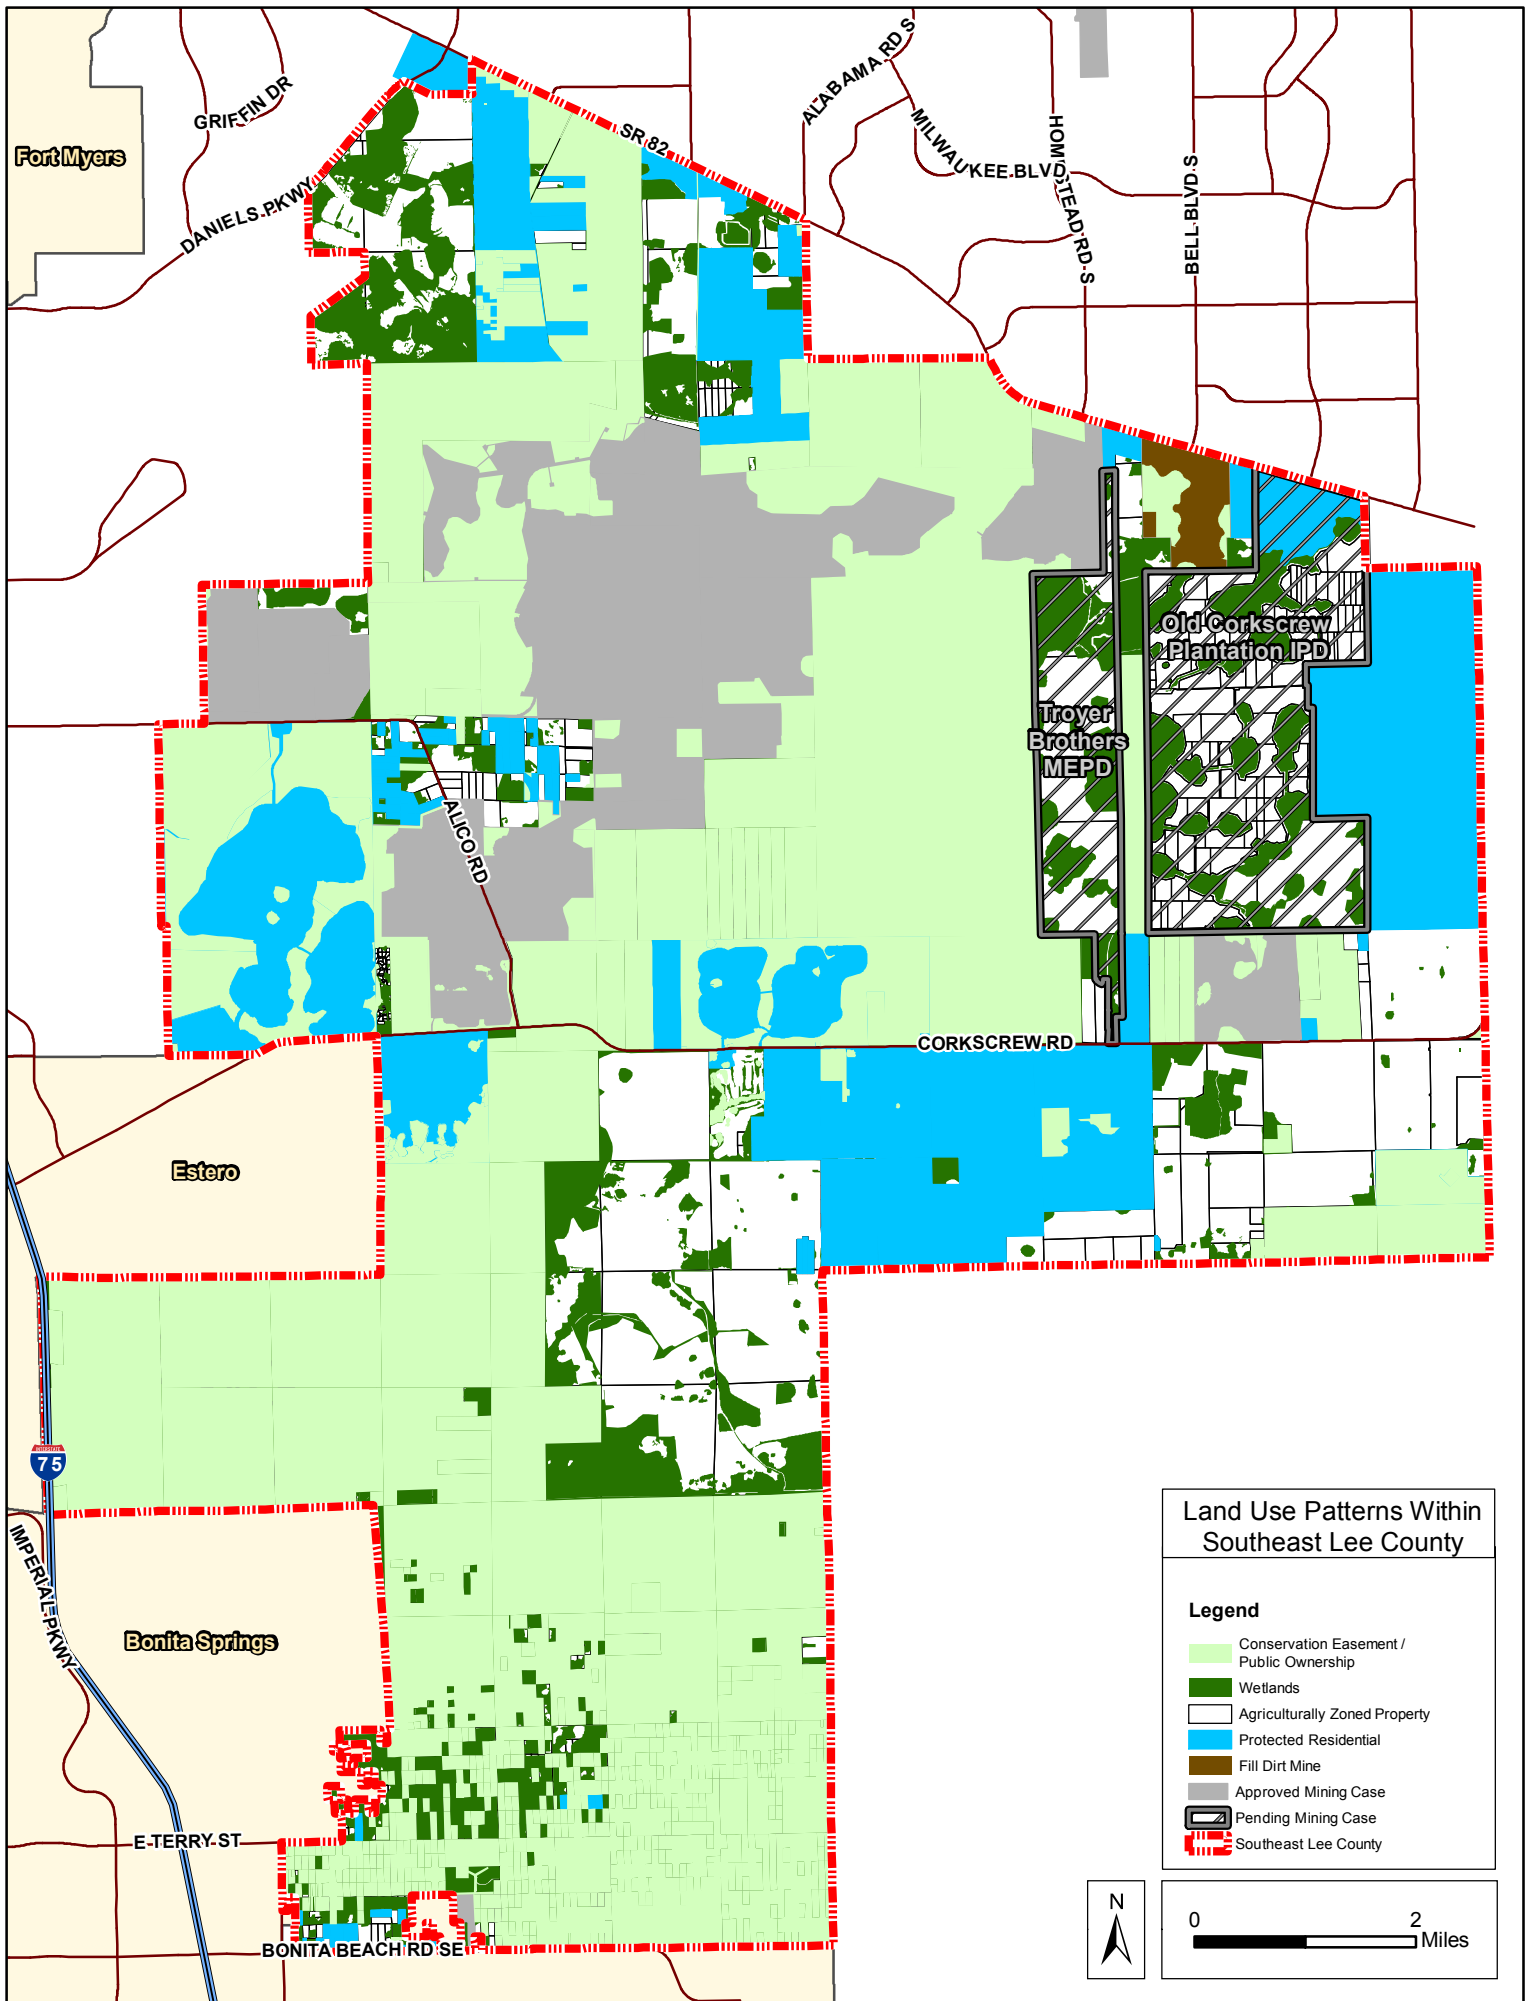 GRIFFIN DR
Fort Myers
DANIELS PKWY
SR 82
ALABAMA RD S
MILWAUKEE BLVD
HOMESTEAD RD S
BELL BLVD S
Old Corkscrew
Plantation IPD
Troyer
Brothers
MEPD
ALICO RD
CORKSCREW RD
Estero
INTERSTATE
75
IMPERIAL PKWY
Bonita Springs
E TERRY ST
BONITA BEACH RD SE
Land Use Patterns Within
Southeast Lee County
Legend
Conservation Easement /
Public Ownership
Wetlands
Agriculturally Zoned Property
Protected Residential
Fill Dirt Mine
Approved Mining Case
Pending Mining Case
Southeast Lee County
N
0 2
Miles